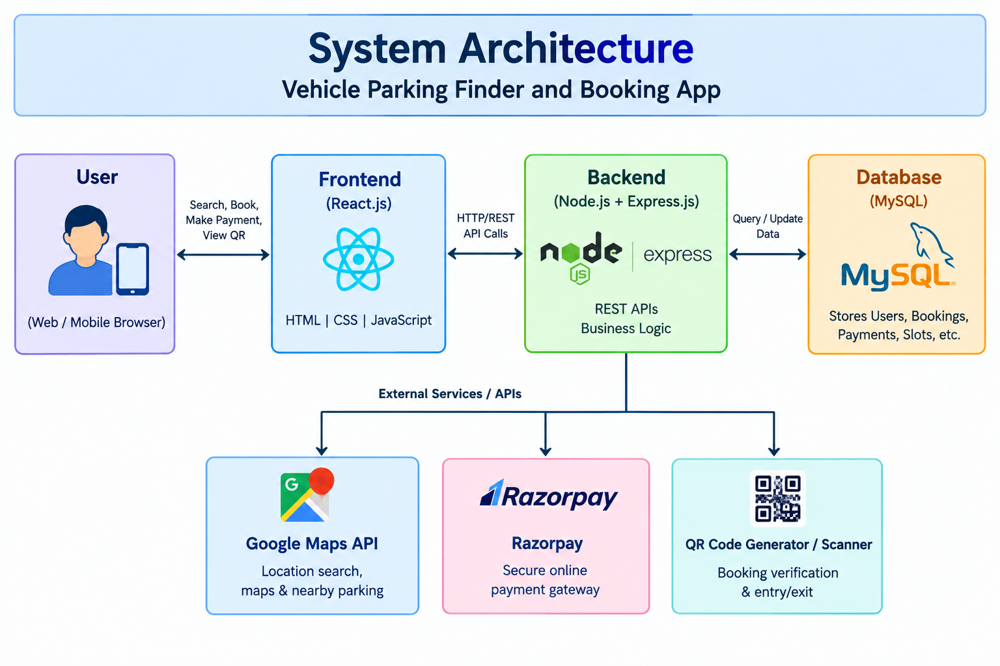 System Architecture
Vehicle Parking Finder and Booking App
User
(Web / Mobile Browser)
Search, Book,
Make Payment,
View QR
Frontend
(React.js)
HTML | CSS | JavaScript
HTTP/REST
API Calls
Backend
(Node.js + Express.js)
node
JS
express
REST APIs
Business Logic
Query / Update
Data
Database
(MySQL)
MySQL®
Stores Users, Bookings,
Payments, Slots, etc.
External Services / APIs
G
Google Maps API
Location search,
maps & nearby parking
Razorpay
Razorpay
Secure online
payment gateway
QR Code Generator / Scanner
Booking verification
& entry/exit